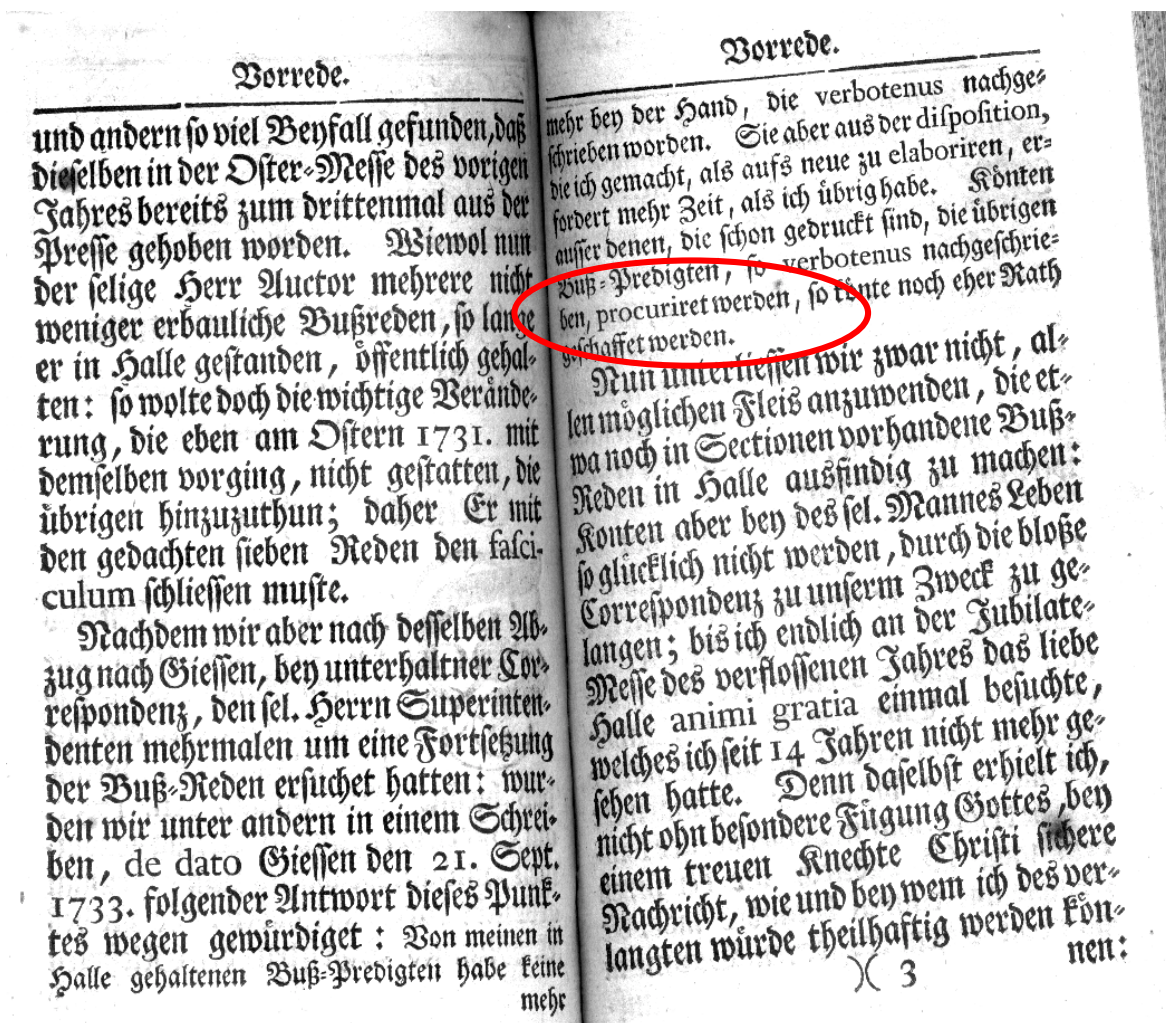 Vorrede.
und andern so viel Beyfall gefunden, daß
dieselben in der Oster-Messe des vorigen
Jahres bereits zum drittenmal aus der
Presse gehoben worden. Wiewol nun
der selige Herr Auctor mehrere nicht
weniger erbauliche Bußreden, so lange
er in Halle gestanden, öffentlich gehal-
ten: so wolte doch die wichtige Verände-
rung, die eben am Ostern 1731. mit
demselben vorging, nicht gestatten, die
übrigen hinzuzuthun; daher Er mit
den gedachten sieben Reden den fasci-
culum schliessen muste.
Nachdem wir aber nach desselben Ab-
zug nach Giessen, bey unterhaltner Cor-
respondenz, den sel. Herrn Superinten-
denten mehrmalen um eine Fortsetzung
der Buß-Reden ersuchet hatten: wur-
den wir unter andern in einem Schrei-
ben, de dato Giessen den 21. Sept.
1733. folgender Antwort dieses Punk-
tes wegen gewürdiget: Von meinen in
Halle gehaltenen Buß-Predigten habe keine
mehr
Vorrede.
mehr bey der Hand, die verbotenus nachge-
schrieben worden. Sie aber aus der disposition,
die ich gemacht, als aufs neue zu elaboriren, er-
fordert mehr Zeit, als ich übrig habe. Könten
ausser denen, die schon gedruckt sind, die übrigen
Buß-Predigten, so verbotenus nachgeschrie-
ben, procuriret werden, so könte noch eher Rath
geschaffet werden.
Nun unterliessen wir zwar nicht, al-
len möglichen Fleis anzuwenden, die et-
wa noch in Sectionen vorhandene Buß-
Reden in Halle ausfindig zu machen:
Konten aber bey des sel. Mannes Leben
so glücklich nicht werden, durch die bloße
Correspondenz zu unserm Zweck zu ge-
langen; bis ich endlich an der Jubilate-
Messe des verflossenen Jahres das liebe
Halle animi gratia einmal besuchte,
welches ich seit 14 Jahren nicht mehr ge-
sehen hatte. Denn daselbst erhielt ich,
nicht ohn besondere Fügung Gottes, bey
einem treuen Knechte Christi sichere
Nachricht, wie und bey wem ich des ver-
langten würde theilhaftig werden kön-
)( 3
nen: